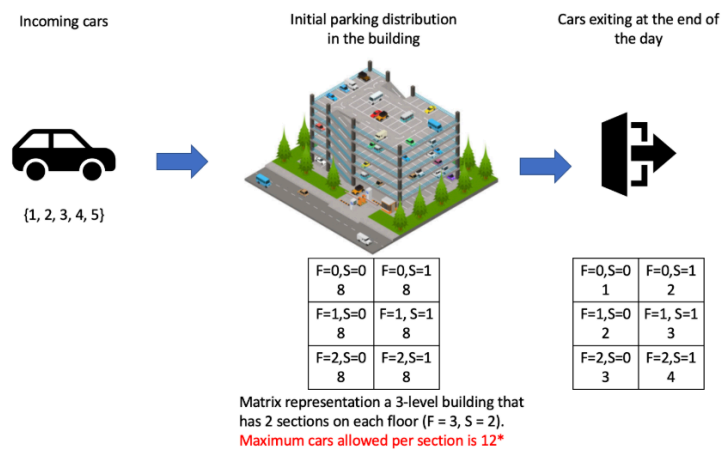 Incoming cars
Initial parking distribution
in the building
Cars exiting at the end of
the day
{1, 2, 3, 4, 5}
F=0,S=0 F=0,S=1
8 8
F=1,S=0 F=1, S=1
8 8
F=2,S=0 F=2,S=1
8 8
F=0,S=0 F=0,S=1
1 2
F=1,S=0 F=1, S=1
2 3
F=2,S=0 F=2,S=1
3 4
Matrix representation a 3-level building that
has 2 sections on each floor (F = 3, S = 2).
Maximum cars allowed per section is 12*